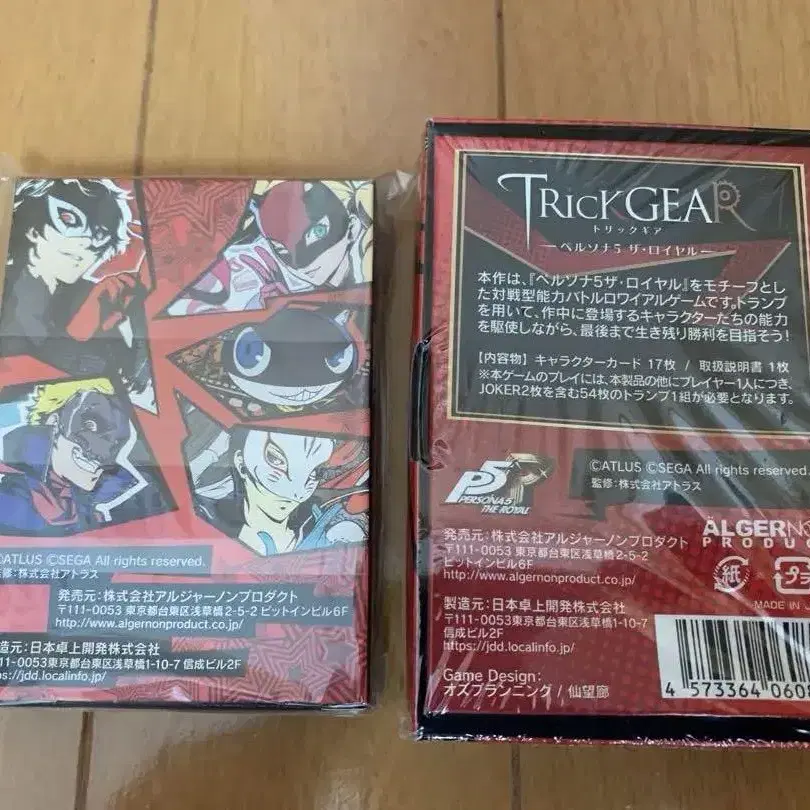 ©ATLUS ©SEGA All rights reserved.
監修:株式会社アトラス
発売元:株式会社アルジャーノンプロダクト
〒111-0053 東京都台東区浅草橋2-5-2 ピットインビル6F
http://www.algernonproduct.co.jp/
製造元:日本卓上開発株式会社
〒111-0053東京都台東区浅草橋1-10-7 信成ビル2F
https://jdd.localinfo.jp/
TRICK GEAR
トリックギア
ペルソナ5 ザ・ロイヤル
本作は、『ペルソナ5ザ・ロイヤル』をモチーフとし
た対戦型能力バトルロワイアルゲームです。トランプ
を用いて、作中に登場するキャラクターたちの能力
を駆使しながら、最後まで生き残り勝利を目指そう!
【内容物】キャラクターカード 17枚 / 取扱説明書 1枚
※本ゲームのプレイには、本製品の他にプレイヤー1人につき、
JOKER2枚を含む54枚のトランプ1組が必要となります。
P5
PERSONA5
THE ROYAL
©ATLUS ©SEGA All rights reserved.
監修:株式会社アトラス
発売元:株式会社アルジャーノンプロダクト
〒111-0053 東京都台東区浅草橋2-5-2
ピットインビル6F
http://www.algernonproduct.co.jp/
ALGERN
PRODUC
紙
プラ
MADE IN
製造元:日本卓上開発株式会社
〒111-0053 東京都台東区浅草橋1-10-7
信成ビル2F
https://jdd.localinfo.jp/
Game Design:
オズプランニング / 仙望廊
4 573364 060